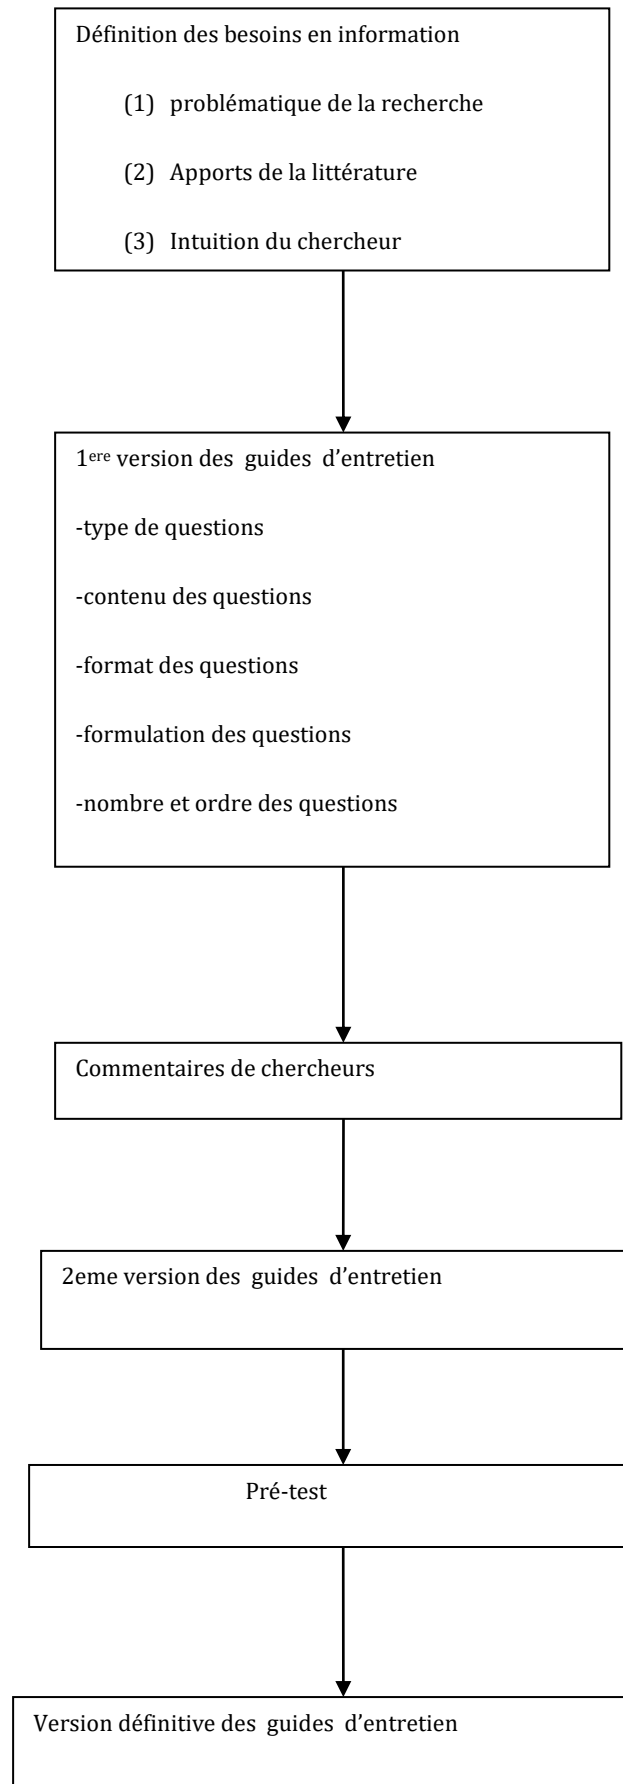 Définition des besoins en information
(1) problématique de la recherche
(2) Apports de la littérature
(3) Intuition du chercheur
1ere version des guides d’entretien
-type de questions
-contenu des questions
-format des questions
-formulation des questions
-nombre et ordre des questions
Commentaires de chercheurs
2eme version des guides d’entretien
Pré-test
Version définitive des guides d’entretien